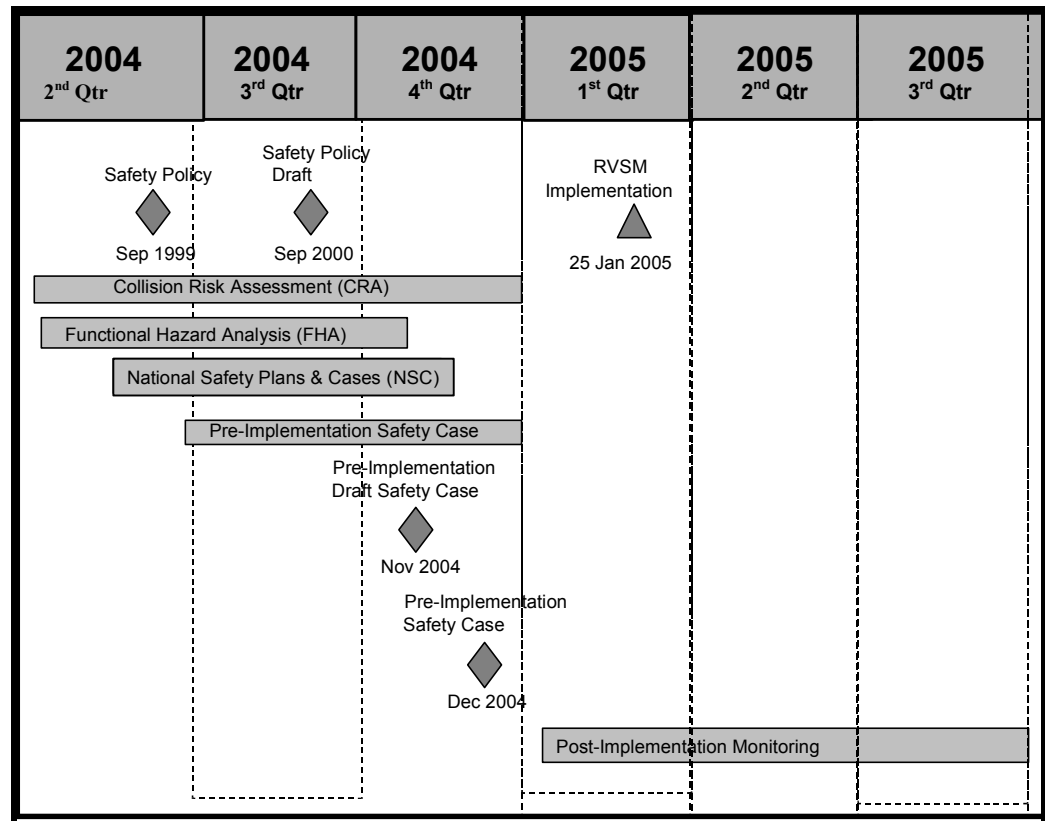 2004
2nd Qtr
2004
3rd Qtr
2004
4th Qtr
2005
1st Qtr
2005
2nd Qtr
2005
3rd Qtr
Safety Policy
Sep 1999
Safety Policy
Draft
Sep 2000
RVSM
Implementation
25 Jan 2005
Collision Risk Assessment (CRA)
Functional Hazard Analysis (FHA)
National Safety Plans & Cases (NSC)
Pre-Implementation Safety Case
Pre-Implementation
Draft Safety Case
Nov 2004
Pre-Implementation
Safety Case
Dec 2004
Post-Implementation Monitoring